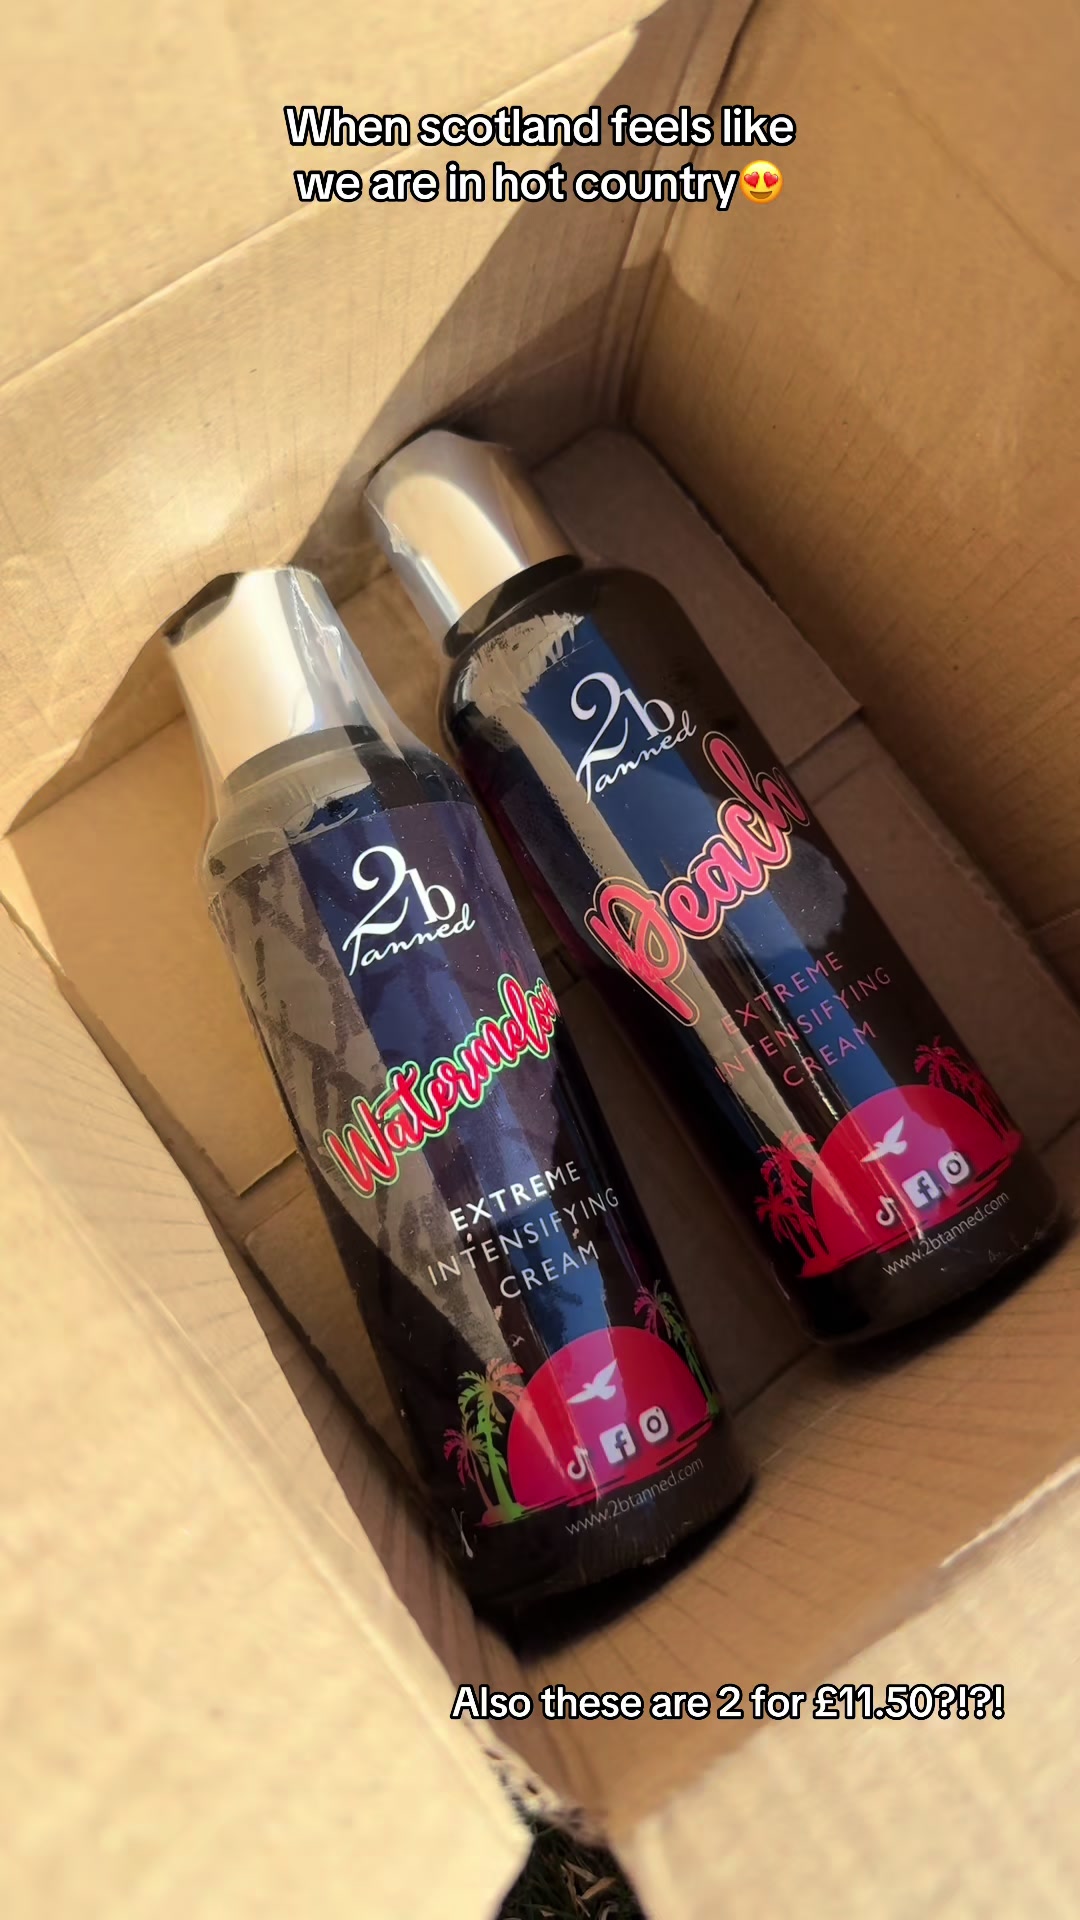 When scotland feels like
we are in hot country😍
2b
Tanned
Peach
EXTREME
INTENSIFYING
CREAM
www.2btanned.com
2b
Tanned
Watermelon
EXTREME
INTENSIFYING
CREAM
www.2btanned.com
Also these are 2 for £11.50?!?!